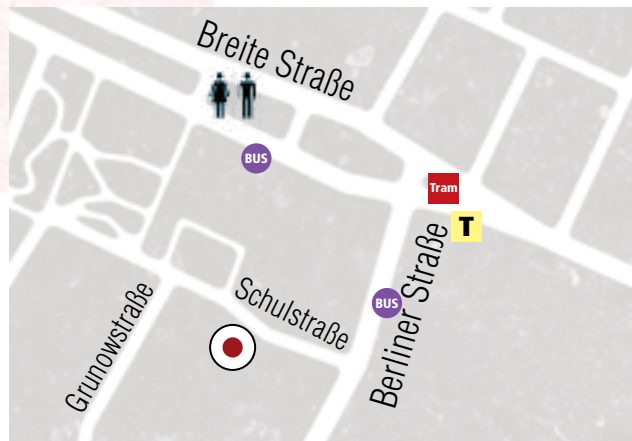 Breite Straße
BUS
Tram
T
Berliner Straße
BUS
Schulstraße
Grunowstraße